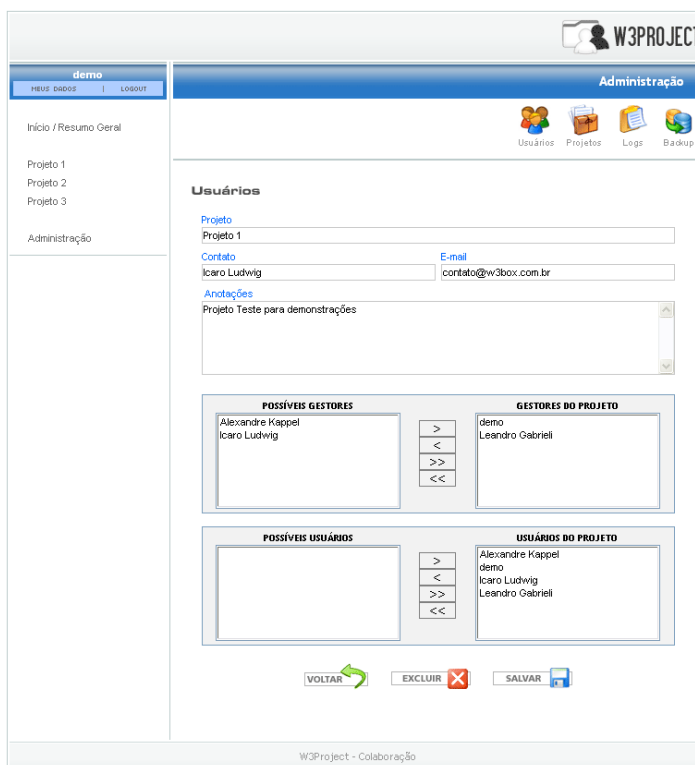 W3PROJECT
demo
MEUS DADOS | LOGOUT
Administração
Usuários Projetos Logs Backup
Início / Resumo Geral
Projeto 1
Projeto 2
Projeto 3
Administração
Usuários
Projeto
Projeto 1
Contato E-mail
Icaro Ludwig contato@w3box.com.br
Anotações
Projeto Teste para demonstrações
POSSÍVEIS GESTORES GESTORES DO PROJETO
Alexandre Kappel demo
Icaro Ludwig Leandro Gabrieli
>
<
>>
<<
POSSÍVEIS USUÁRIOS USUÁRIOS DO PROJETO
Alexandre Kappel
demo
Icaro Ludwig
Leandro Gabrieli
>
<
>>
<<
VOLTAR EXCLUIR SALVAR
W3Project - Colaboração